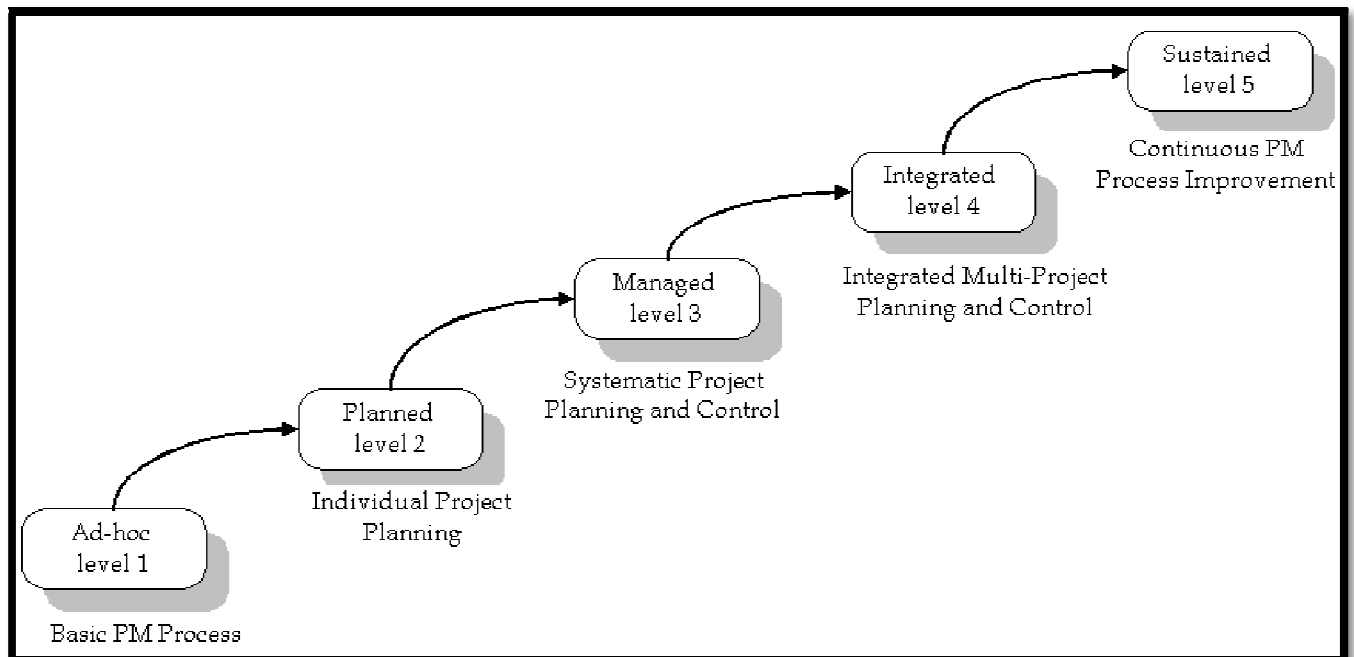 Sustained
level 5
Continuous PM
Process Improvement
Integrated
level 4
Integrated Multi-Project
Planning and Control
Managed
level 3
Systematic Project
Planning and Control
Planned
level 2
Individual Project
Planning
Ad-hoc
level 1
Basic PM Process